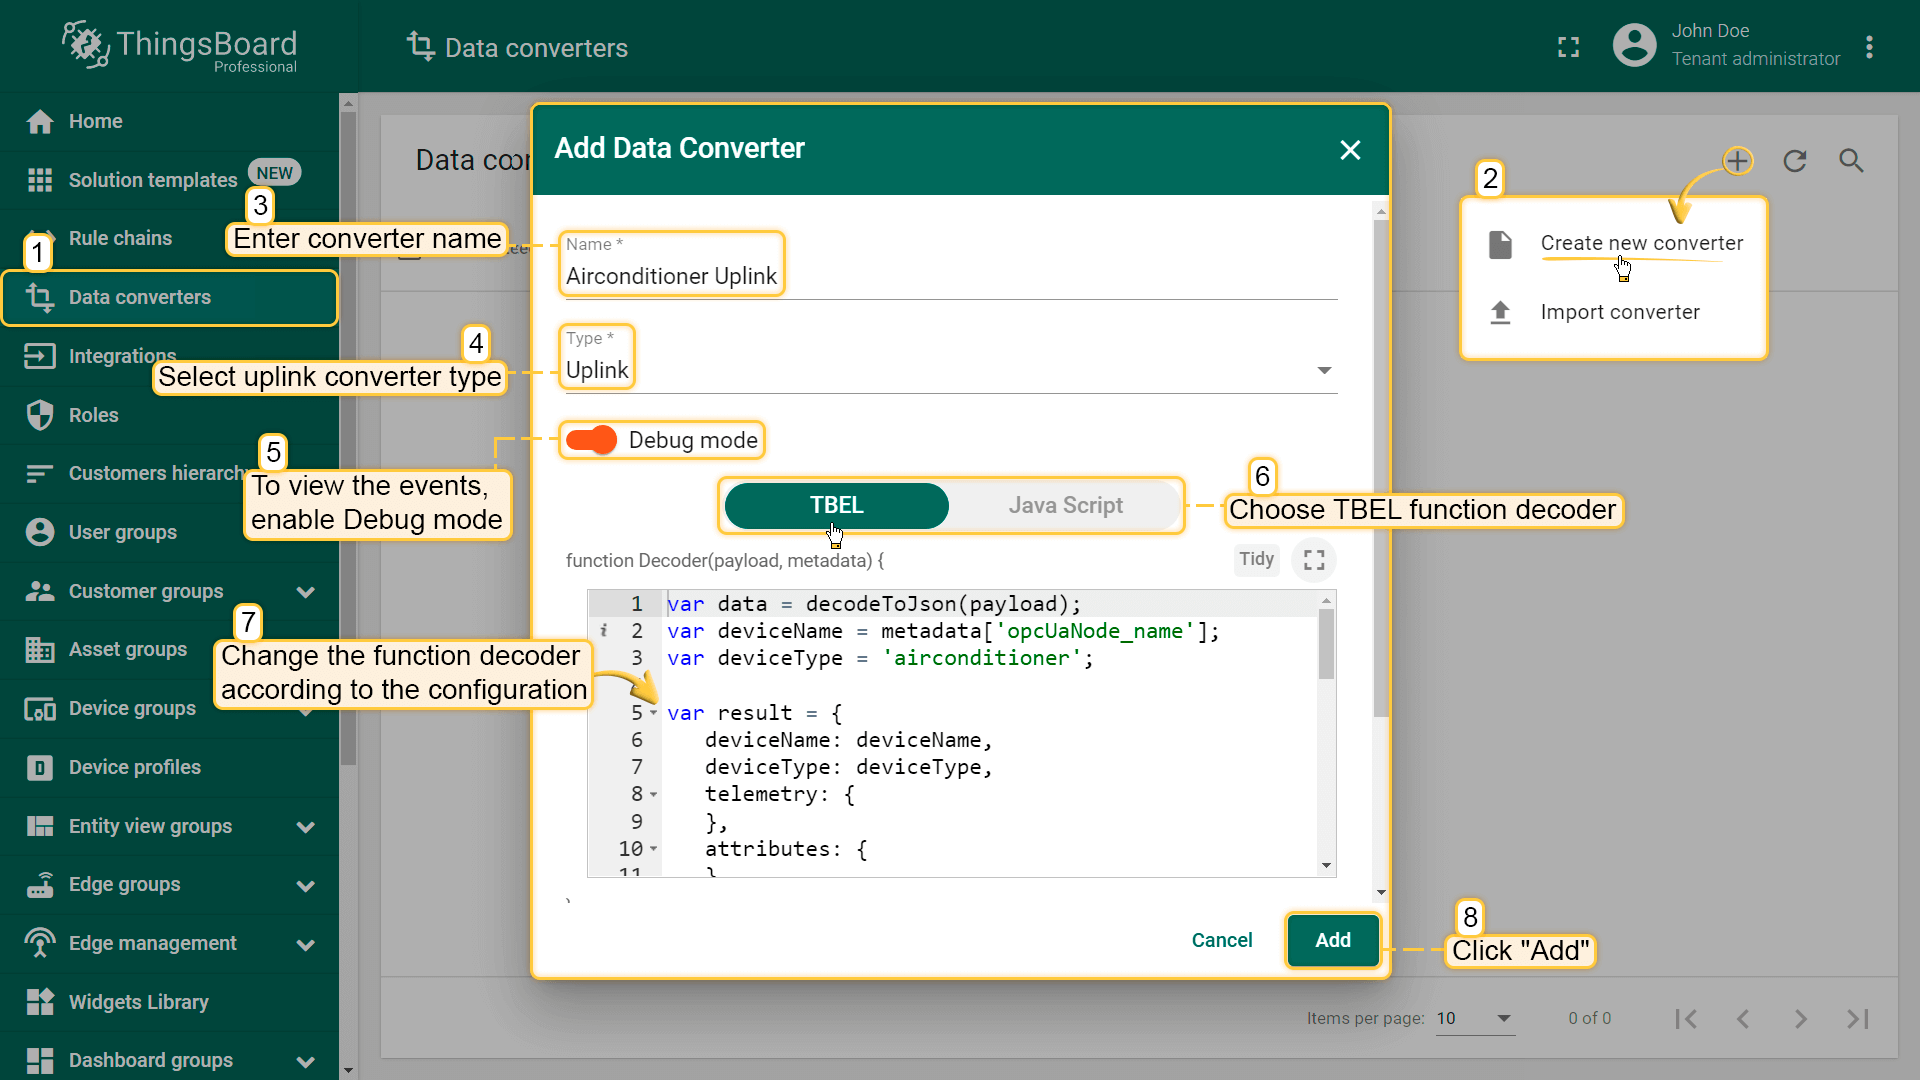 ThingsBoard
Professional
Data converters
John Doe
Tenant administrator
Home
Solution templates
NEW
Rule chains
Data converters
Integrations
Roles
Customers hierarchy
User groups
Customer groups
Asset groups
Device groups
Device profiles
Entity view groups
Edge groups
Edge management
Widgets Library
Dashboard groups
1
2
Create new converter
Import converter
3
Enter converter name
4
Select uplink converter type
5
To view the events,
enable Debug mode
6
Choose TBEL function decoder
7
Change the function decoder
according to the configuration
8
Click "Add"
Add Data Converter
Name *
Airconditioner Uplink
Type *
Uplink
Debug mode
TBEL
Java Script
function Decoder(payload, metadata) {
Tidy
1 var data = decodeToJson(payload);
i 2 var deviceName = metadata['opcUaNode_name'];
3 var deviceType = 'airconditioner';
5 var result = {
6 deviceName: deviceName,
7 deviceType: deviceType,
8 telemetry: {
9 },
10 attributes: {
11 }
Cancel
Add
Items per page:
10
0 of 0